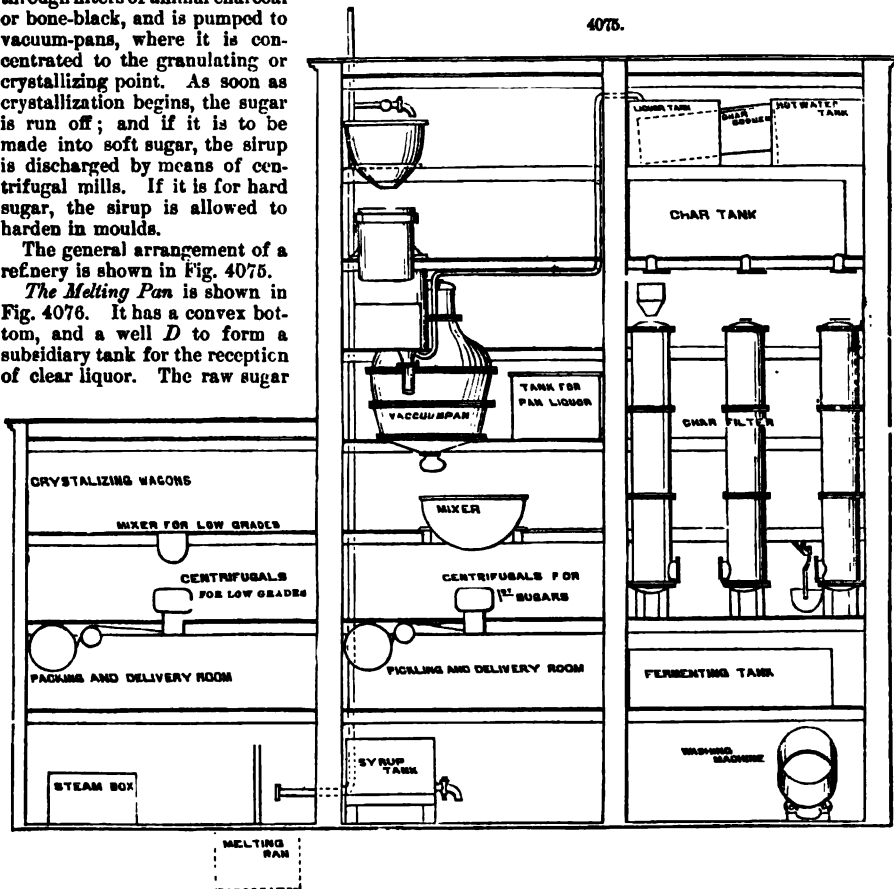 through filters of animal charcoal
or bone-black, and is pumped to
vacuum-pans, where it is con-
centrated to the granulating or
crystallizing point. As soon as
crystallization begins, the sugar
is run off; and if it is to be
made into soft sugar, the sirup
is discharged by means of cen-
trifugal mills. If it is for hard
sugar, the sirup is allowed to
harden in moulds.
The general arrangement of a
refinery is shown in Fig. 4075.
The Melting Pan is shown in
Fig. 4076. It has a convex bot-
tom, and a well D to form a
subsidiary tank for the reception
of clear liquor. The raw sugar
4075.
LIQUOR TANK
CHAR
HOT WATER
TANK
CHAR TANK
VACCUUMPAN
TANK FOR
PAN LIQUOR
CHAR FILTER
CRYSTALIZING WAGONS
MIXER FOR LOW GRADES
MIXER
CENTRIFUGALS
FOR LOW GRADES
CENTRIFUGALS FOR
1ST SUGARS
PACKING AND DELIVERY ROOM
PICKLING AND DELIVERY ROOM
FERMENTING TANK
STEAM BOX
SYRUP
TANK
WASHING
MACHINE
MELTING
PAN